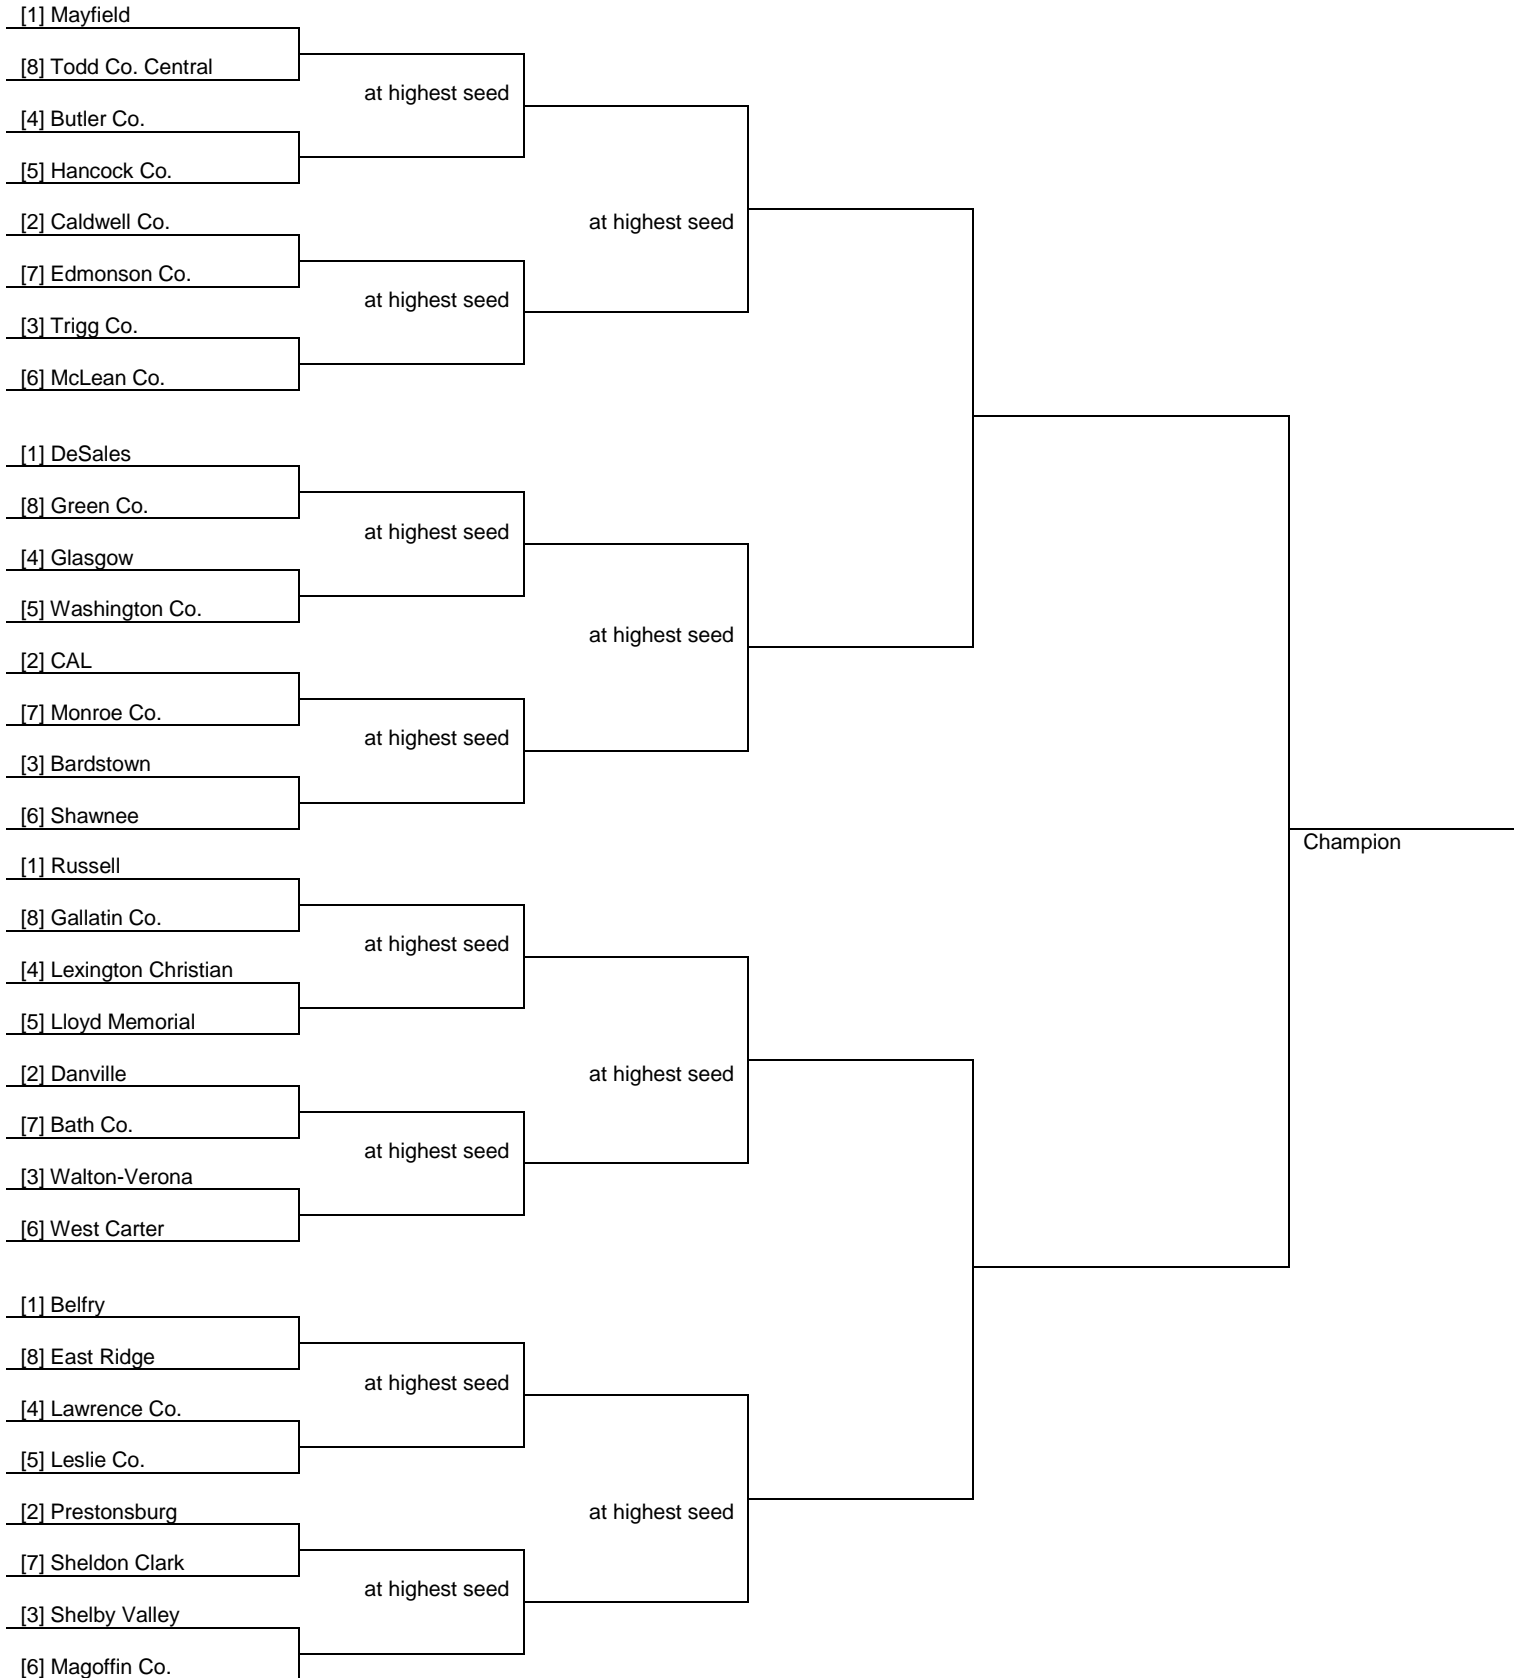 [1] Mayfield
[8] Todd Co. Central
at highest seed
[4] Butler Co.
[5] Hancock Co.
[2] Caldwell Co.
at highest seed
[7] Edmonson Co.
at highest seed
[3] Trigg Co.
[6] McLean Co.
[1] DeSales
[8] Green Co.
at highest seed
[4] Glasgow
[5] Washington Co.
at highest seed
[2] CAL
[7] Monroe Co.
at highest seed
[3] Bardstown
[6] Shawnee
Champion
[1] Russell
[8] Gallatin Co.
at highest seed
[4] Lexington Christian
[5] Lloyd Memorial
[2] Danville
at highest seed
[7] Bath Co.
at highest seed
[3] Walton-Verona
[6] West Carter
[1] Belfry
[8] East Ridge
at highest seed
[4] Lawrence Co.
[5] Leslie Co.
[2] Prestonsburg
at highest seed
[7] Sheldon Clark
at highest seed
[3] Shelby Valley
[6] Magoffin Co.